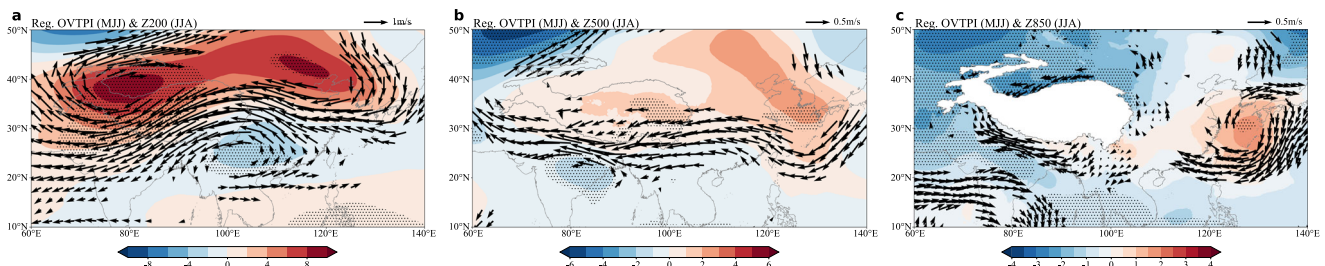 a
Reg. OVTPI (MJJ) & Z200 (JJA)
1m/s
50°N
40°N
30°N
20°N
10°N
60°E
80°E
100°E
120°E
140°E
-8
-4
0
4
8
b
Reg. OVTPI (MJJ) & Z500 (JJA)
0.5m/s
50°N
40°N
30°N
20°N
10°N
60°E
80°E
100°E
120°E
140°E
-6
-4
-2
0
2
4
6
c
Reg. OVTPI (MJJ) & Z850 (JJA)
0.5m/s
50°N
40°N
30°N
20°N
10°N
60°E
80°E
100°E
120°E
140°E
-4
-3
-2
-1
0
1
2
3
4